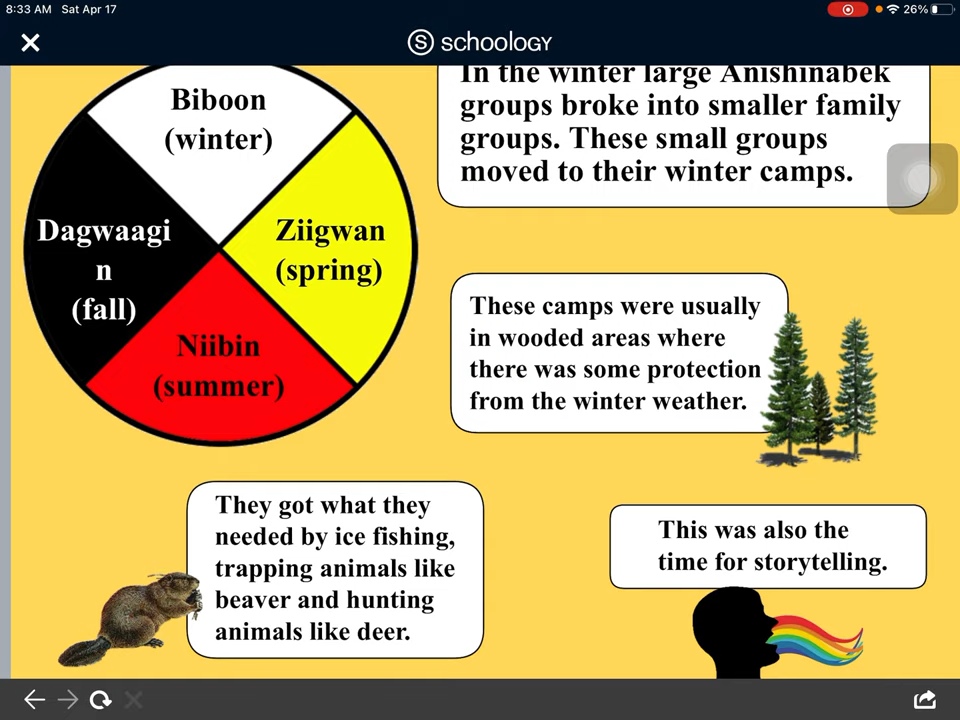 8:33 AM Sat Apr 17
26%
schoology
Biboon
(winter)
Dagwaagi
n
(fall)
Ziigwan
(spring)
Niibin
(summer)
In the winter large Anishinabek
groups broke into smaller family
groups. These small groups
moved to their winter camps.
These camps were usually
in wooded areas where
there was some protection
from the winter weather.
They got what they
needed by ice fishing,
trapping animals like
beaver and hunting
animals like deer.
This was also the
time for storytelling.